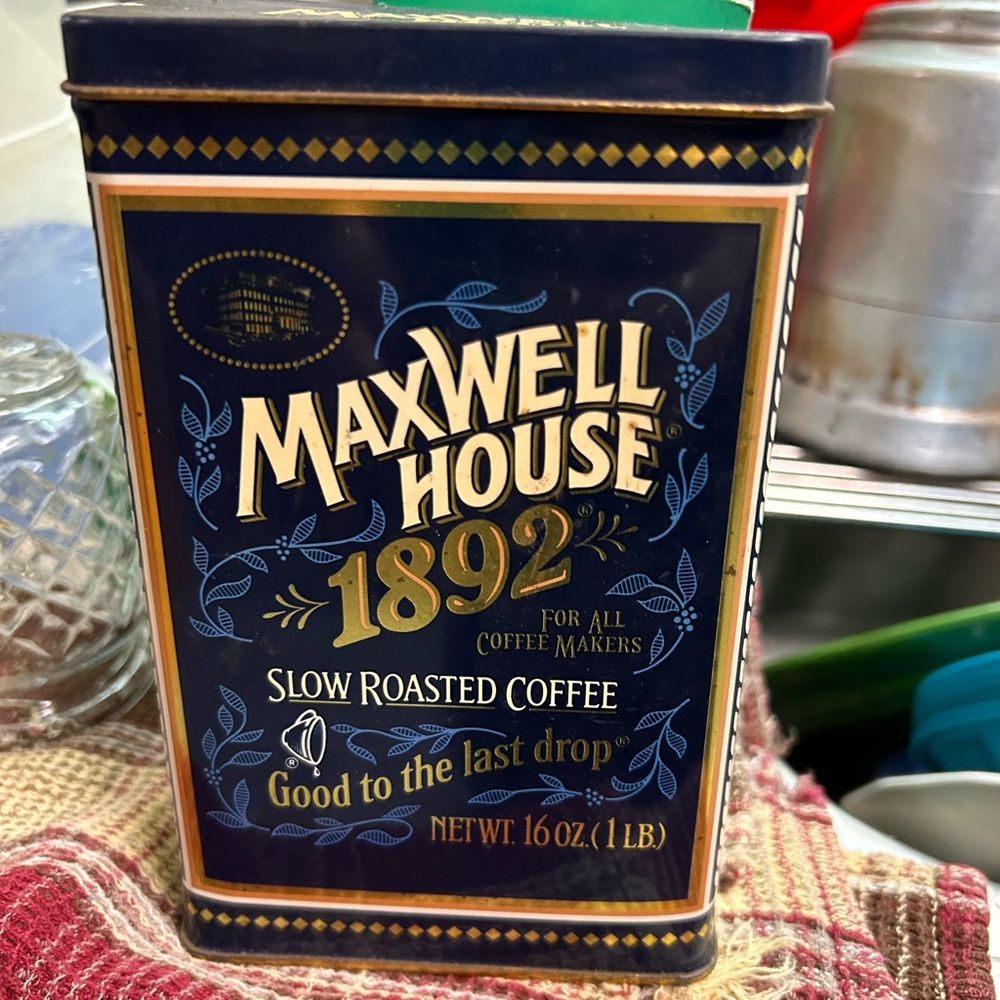 MAXWELL
HOUSE®
1892®
FOR ALL
COFFEE MAKERS
SLOW ROASTED COFFEE
®
Good to the last drop®
NET WT. 16 OZ. (1 LB.)